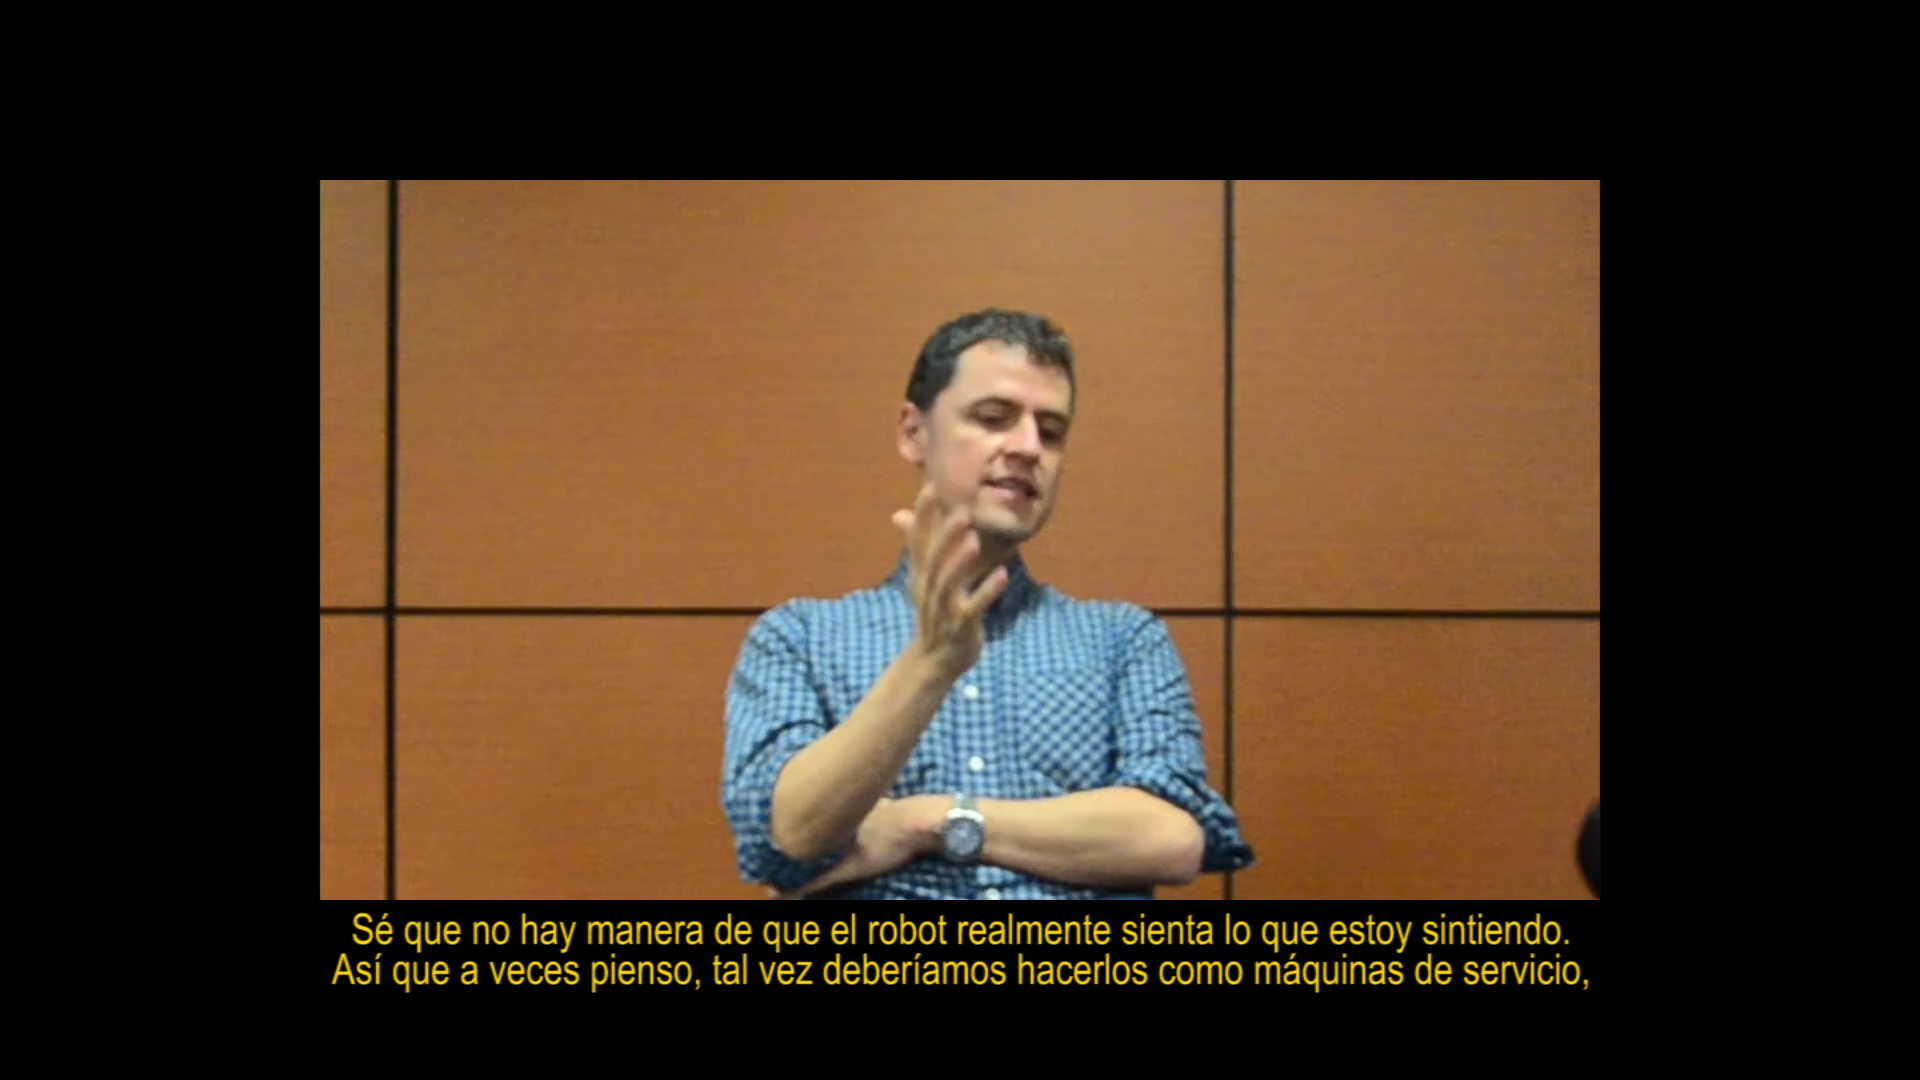 Sé que no hay manera de que el robot realmente sienta lo que estoy sintiendo.
Así que a veces pienso, tal vez deberíamos hacerlos como máquinas de servicio,